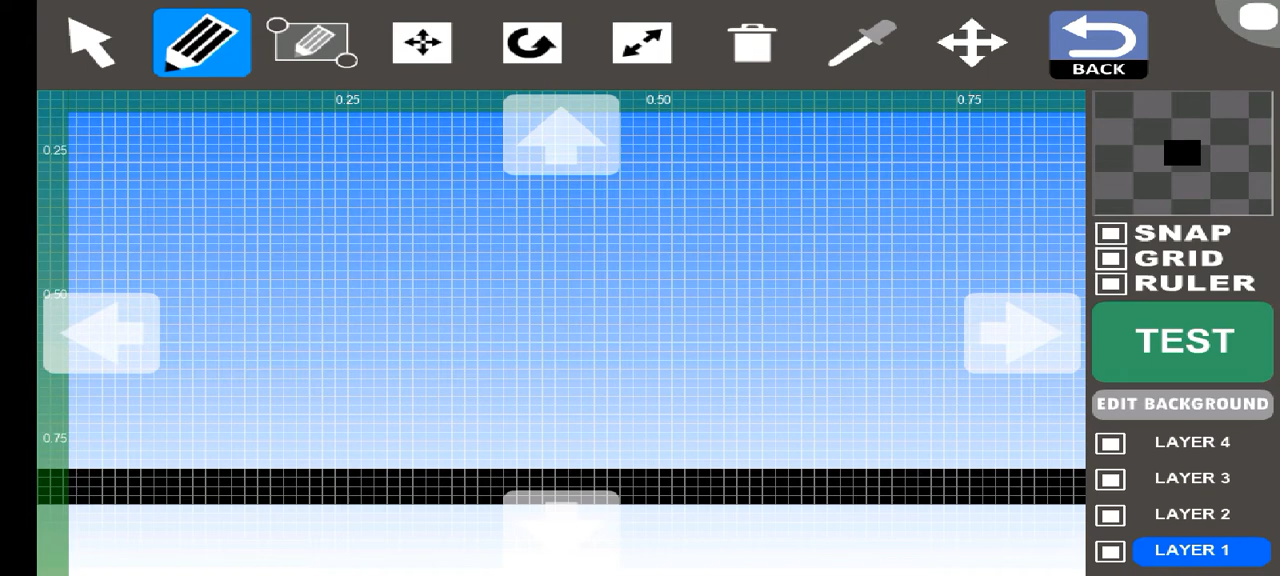 BACK
0.25 0.50 0.75
0.25
SNAP
GRID
RULER
0.50
TEST
EDIT BACKGROUND
0.75
LAYER 4
LAYER 3
LAYER 2
LAYER 1